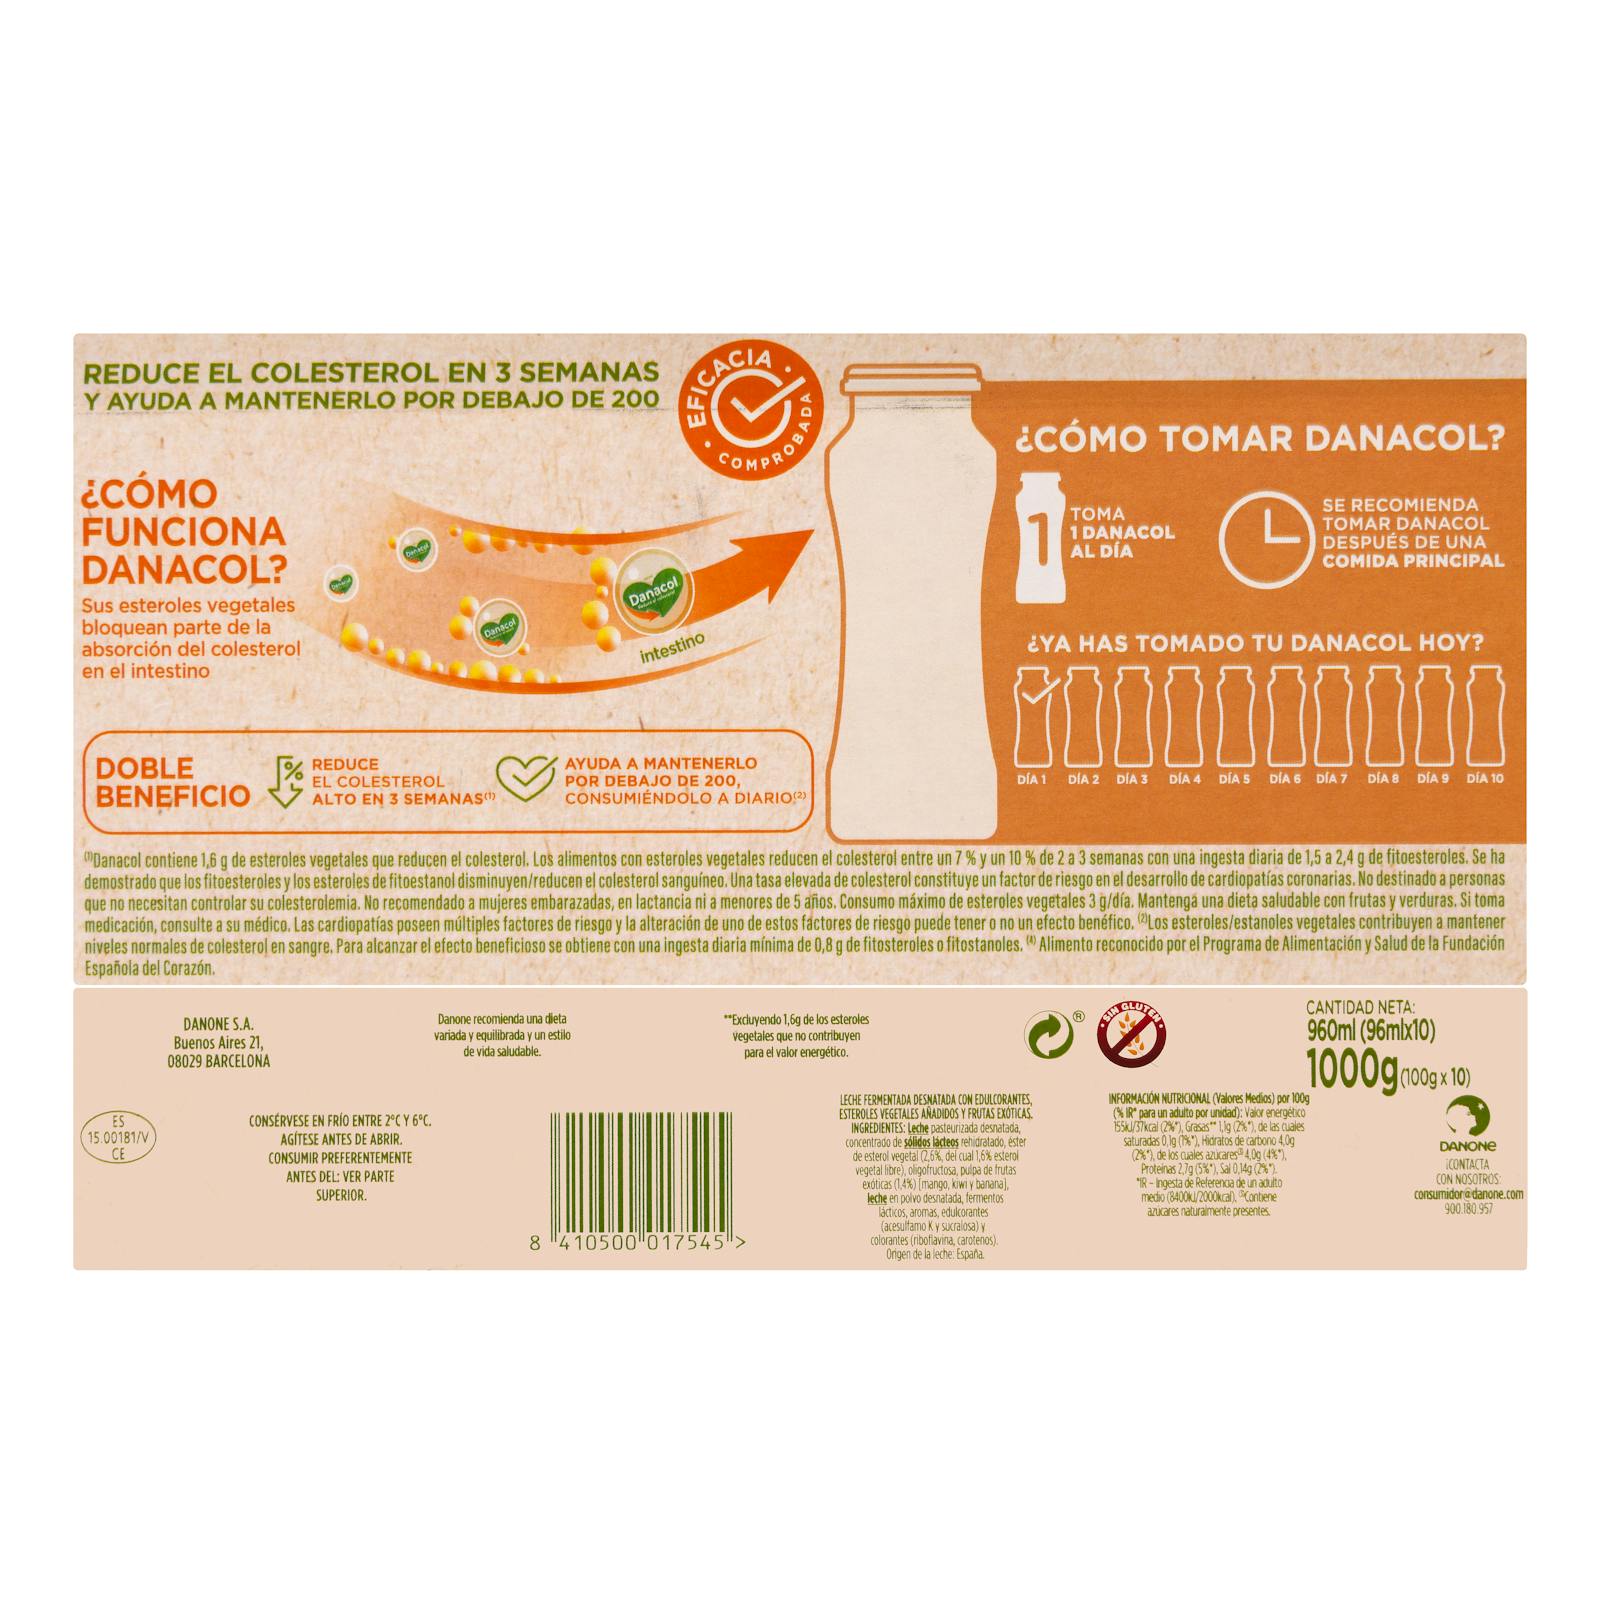 REDUCE EL COLESTEROL EN 3 SEMANAS
Y AYUDA A MANTENERLO POR DEBAJO DE 200
EFICACIA
COMPROBADA
¿CÓMO
FUNCIONA
DANACOL?
Sus esteroles vegetales
bloquean parte de la
absorción del colesterol
en el intestino
Danacol
Danacol
Danacol
Danacol
Reduce el colesterol
intestino
DOBLE
BENEFICIO
%
REDUCE
EL COLESTEROL
ALTO EN 3 SEMANAS(1)
AYUDA A MANTENERLO
POR DEBAJO DE 200,
CONSUMIÉNDOLO A DIARIO(2)
¿CÓMO TOMAR DANACOL?
1
TOMA
1 DANACOL
AL DÍA
SE RECOMIENDA
TOMAR DANACOL
DESPUÉS DE UNA
COMIDA PRINCIPAL
¿YA HAS TOMADO TU DANACOL HOY?
DÍA 1 DÍA 2 DÍA 3 DÍA 4 DÍA 5 DÍA 6 DÍA 7 DÍA 8 DÍA 9 DÍA 10
(1)Danacol contiene 1,6 g de esteroles vegetales que reducen el colesterol. Los alimentos con esteroles vegetales reducen el colesterol entre un 7 % y un 10 % de 2 a 3 semanas con una ingesta diaria de 1,5 a 2,4 g de fitoesteroles. Se ha
demostrado que los fitoesteroles y los esteroles de fitoestanol disminuyen/reducen el colesterol sanguíneo. Una tasa elevada de colesterol constituye un factor de riesgo en el desarrollo de cardiopatías coronarias. No destinado a personas
que no necesitan controlar su colesterolemia. No recomendado a mujeres embarazadas, en lactancia ni a menores de 5 años. Consumo máximo de esteroles vegetales 3 g/día. Mantenga una dieta saludable con frutas y verduras. Si toma
medicación, consulte a su médico. Las cardiopatías poseen múltiples factores de riesgo y la alteración de uno de estos factores de riesgo puede tener o no un efecto benéfico. (2)Los esteroles/estanoles vegetales contribuyen a mantener
niveles normales de colesterol en sangre. Para alcanzar el efecto beneficioso se obtiene con una ingesta diaria mínima de 0,8 g de fitosteroles o fitostanoles. (A) Alimento reconocido por el Programa de Alimentación y Salud de la Fundación
Española del Corazón.
DANONE S.A.
Buenos Aires 21,
08029 BARCELONA
Danone recomienda una dieta
variada y equilibrada y un estilo
de vida saludable.
**Excluyendo 1,6g de los esteroles
vegetales que no contribuyen
para el valor energético.
®
SIN GLUTEN
CANTIDAD NETA:
960ml (96mlx10)
1000g (100g x 10)
ES
15.00181/V
CE
CONSÉRVESE EN FRÍO ENTRE 2ºC Y 6ºC.
AGÍTESE ANTES DE ABRIR.
CONSUMIR PREFERENTEMENTE
ANTES DEL: VER PARTE
SUPERIOR.
8 410500 017545 >
LECHE FERMENTADA DESNATADA CON EDULCORANTES,
ESTEROLES VEGETALES AÑADIDOS Y FRUTAS EXÓTICAS.
INGREDIENTES: Leche pasteurizada desnatada,
concentrado de sólidos lácteos rehidratado, éster
de esterol vegetal (2,6%, del cual 1,6% esterol
vegetal libre), oligofructosa, pulpa de frutas
exóticas (1,4%) [mango, kiwi y banana],
leche en polvo desnatada, fermentos
lácticos, aromas, edulcorantes
(acesulfamo K y sucralosa) y
colorantes (riboflavina, carotenos).
Origen de la leche: España.
INFORMACIÓN NUTRICIONAL (Valores Medios) por 100g
(% IR* para un adulto por unidad): Valor energético
155kJ/37kcal (2%*), Grasas** 1,1g (2%*), de las cuales
saturadas 0,1g (1%*), Hidratos de carbono 4,0g
(2%*), de los cuales azúcares(3) 4,0g (4%*),
Proteínas 2,7g (5%*), Sal 0,14g (2%*).
*IR – Ingesta de Referencia de un adulto
medio (8400kJ/2000kcal), (3)Contiene
azúcares naturalmente presentes.
DANONE
¡CONTACTA
CON NOSOTROS:
consumidor@danone.com
900.180.957